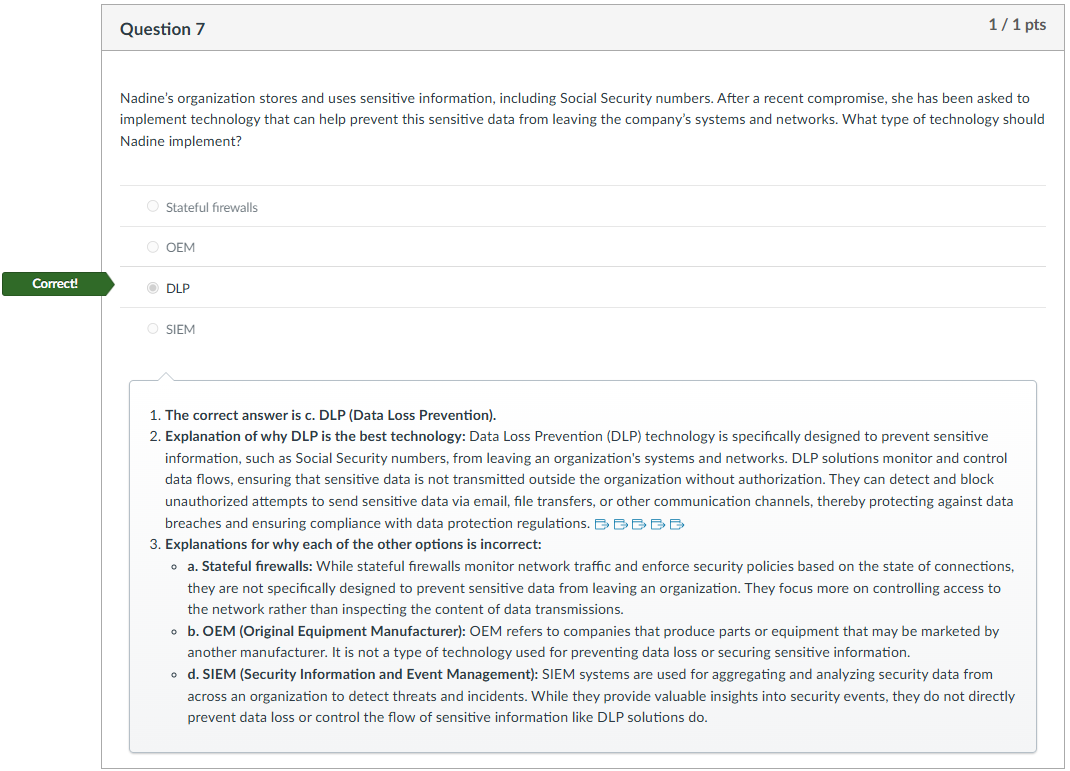 Question 7
1 / 1 pts
Nadine's organization stores and uses sensitive information, including Social Security numbers. After a recent compromise, she has been asked to
implement technology that can help prevent this sensitive data from leaving the company's systems and networks. What type of technology should
Nadine implement?
Stateful firewalls
OEM
Correct!
DLP
SIEM
1. The correct answer is c. DLP (Data Loss Prevention).
2. Explanation of why DLP is the best technology: Data Loss Prevention (DLP) technology is specifically designed to prevent sensitive
information, such as Social Security numbers, from leaving an organization's systems and networks. DLP solutions monitor and control
data flows, ensuring that sensitive data is not transmitted outside the organization without authorization. They can detect and block
unauthorized attempts to send sensitive data via email, file transfers, or other communication channels, thereby protecting against data
breaches and ensuring compliance with data protection regulations.
3. Explanations for why each of the other options is incorrect:
a. Stateful firewalls: While stateful firewalls monitor network traffic and enforce security policies based on the state of connections,
they are not specifically designed to prevent sensitive data from leaving an organization. They focus more on controlling access to
the network rather than inspecting the content of data transmissions.
b. OEM (Original Equipment Manufacturer): OEM refers to companies that produce parts or equipment that may be marketed by
another manufacturer. It is not a type of technology used for preventing data loss or securing sensitive information.
d. SIEM (Security Information and Event Management): SIEM systems are used for aggregating and analyzing security data from
across an organization to detect threats and incidents. While they provide valuable insights into security events, they do not directly
prevent data loss or control the flow of sensitive information like DLP solutions do.